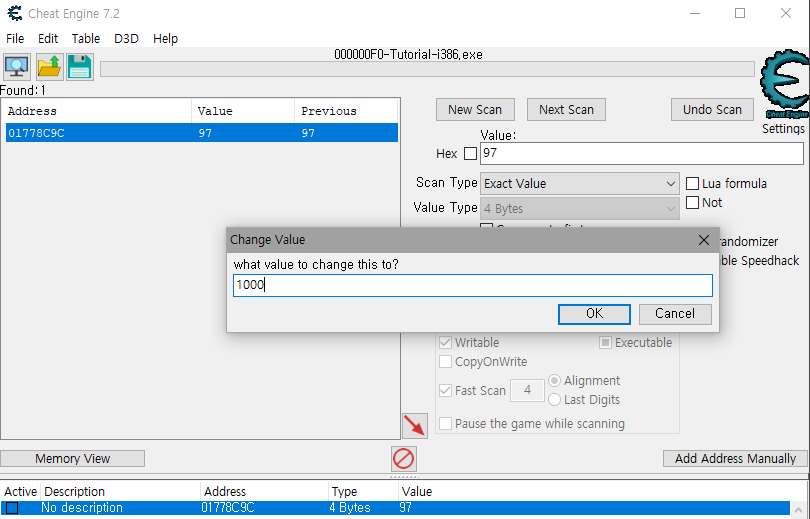 Cheat Engine 7.2
File Edit Table D3D Help
000000F0-Tutorial-i386.exe
Found: 1
Address Value Previous
01778C9C 97 97
New Scan Next Scan Undo Scan
Cheat Engine
Settings
Value:
Hex 97
Scan Type Exact Value Lua formula
Not
Value Type 4 Bytes
randomizer
ble Speedhack
Change Value
what value to change this to?
1000
OK Cancel
Writable Executable
CopyOnWrite
Fast Scan 4 Alignment
Last Digits
Pause the game while scanning
Memory View Add Address Manually
Active Description Address Type Value
No description 01778C9C 4 Bytes 97